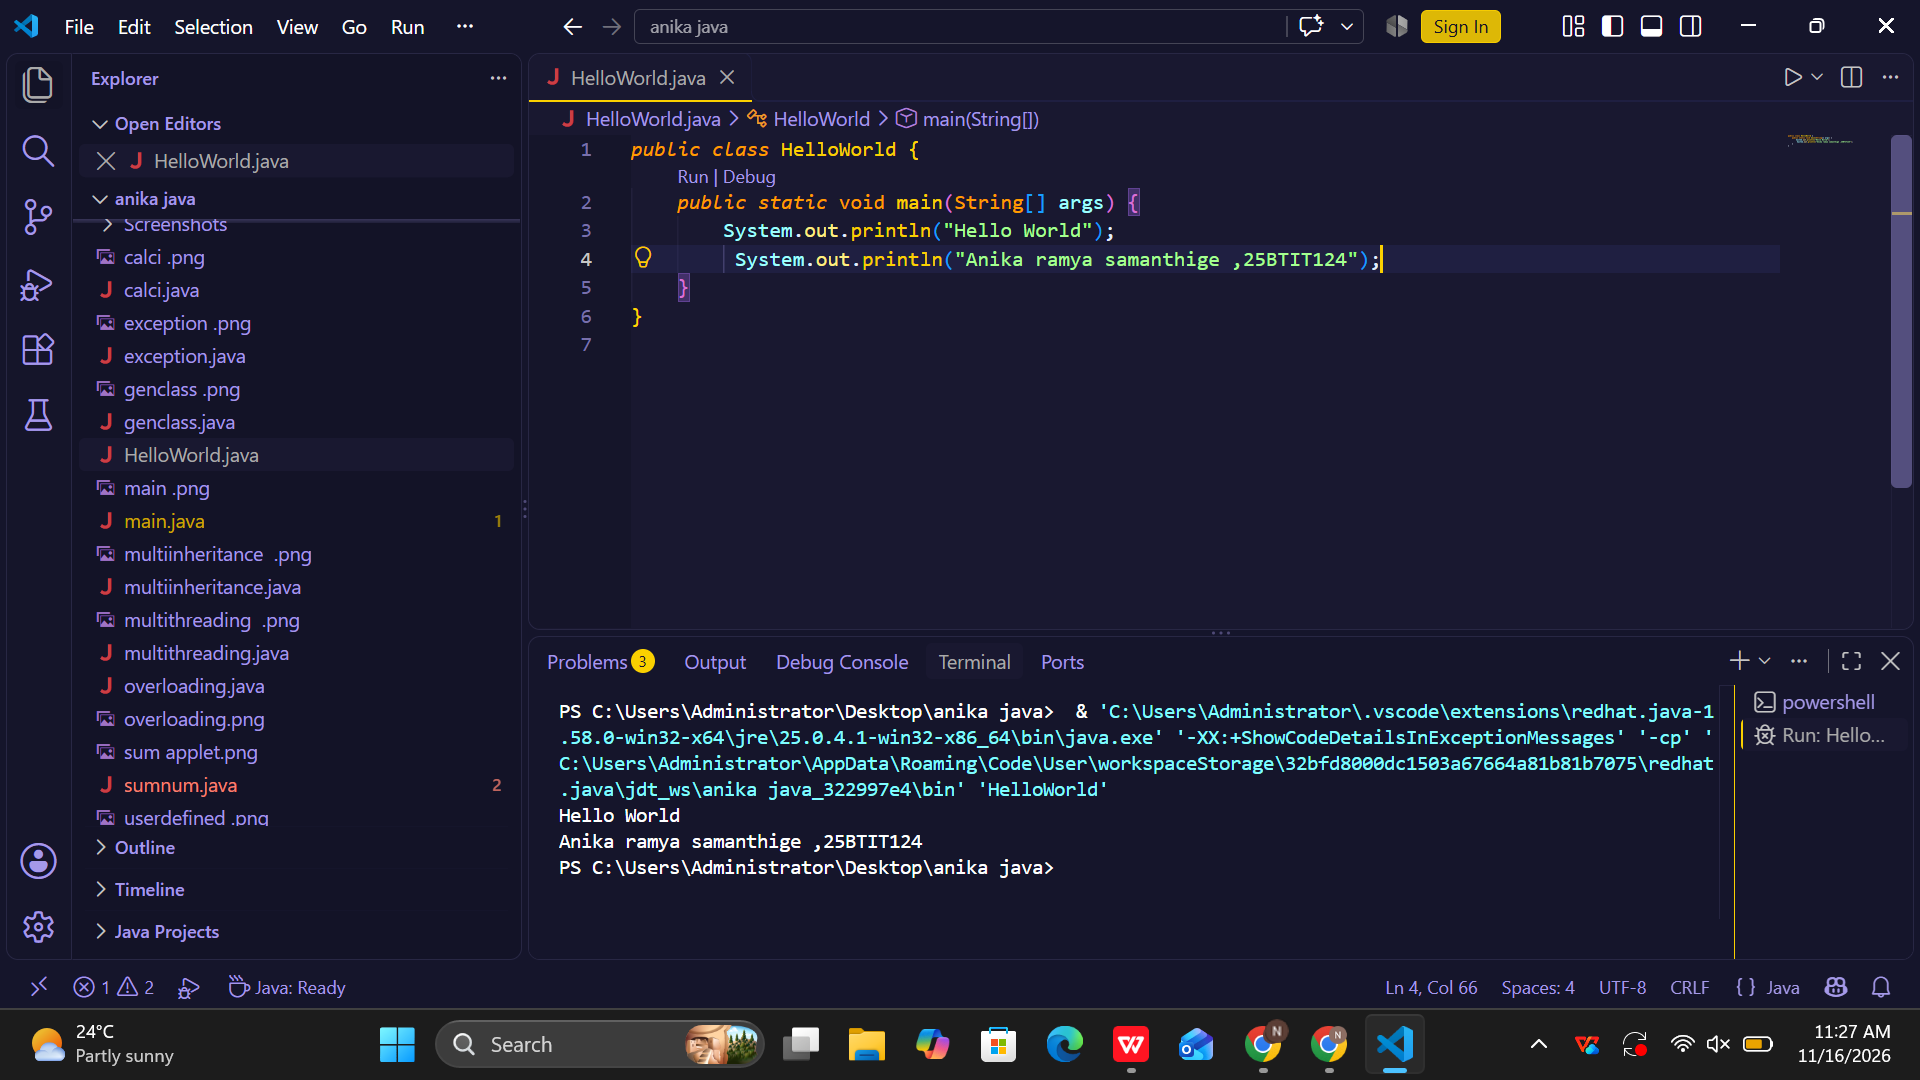 File Edit Selection View Go Run ···
anika java
Sign In
Explorer ···
Open Editors
HelloWorld.java
anika java
Screenshots
calci .png
calci.java
exception .png
exception.java
genclass .png
genclass.java
HelloWorld.java
main .png
main.java 1
multiinheritance  .png
multiinheritance.java
multithreading  .png
multithreading.java
overloading.java
overloading.png
sum applet.png
sumnum.java 2
userdefined .png
Outline
Timeline
Java Projects
HelloWorld.java
HelloWorld.java > HelloWorld > main(String[])
1 public class HelloWorld {
Run | Debug
2 public static void main(String[] args) {
3 System.out.println("Hello World");
4 System.out.println("Anika ramya samanthige ,25BTIT124");
5 }
6 }
7
Problems 3 Output Debug Console Terminal Ports
PS C:\Users\Administrator\Desktop\anika java>  & 'C:\Users\Administrator\.vscode\extensions\redhat.java-1
.58.0-win32-x64\jre\25.0.4.1-win32-x86_64\bin\java.exe' '-XX:+ShowCodeDetailsInExceptionMessages' '-cp' '
C:\Users\Administrator\AppData\Roaming\Code\User\workspaceStorage\32bfd8000dc1503a67664a81b81b7075\redhat
.java\jdt_ws\anika java_322997e4\bin' 'HelloWorld'
Hello World
Anika ramya samanthige ,25BTIT124
PS C:\Users\Administrator\Desktop\anika java>
powershell
Run: Hello...
1 2 Java: Ready
Ln 4, Col 66 Spaces: 4 UTF-8 CRLF { } Java
24°C
Partly sunny
Search
N
N
11:27 AM
11/16/2026